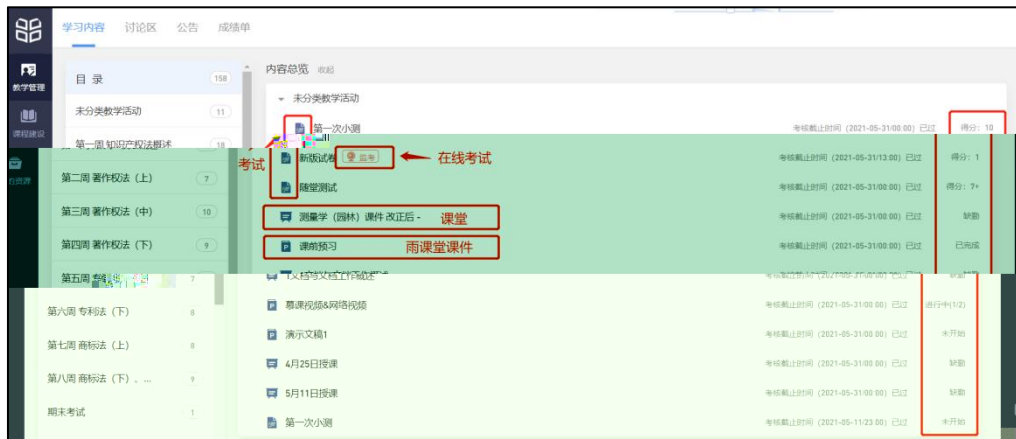 学习内容 讨论区 公告 成绩单
教学管理
课程建设
目录 158
未分类教学活动 11
第一周 知识产权法概述 18
第二周 著作权法（上） 7
第三周 著作权法（中） 10
第四周 著作权法（下） 9
第五周
7
第六周 专利法（下） 8
第七周 商标法（上） 8
第八周 商标法（下）、... 9
期末考试 1
内容总览 收起
未分类教学活动
第一次小测 考核截止时间 (2021-05-31/00:00) 已过 得分：10
考试
新版试卷 监考 在线考试 考核截止时间 (2021-05-31/13:00) 已过 得分：1
随堂测试 考核截止时间 (2021-05-31/00:00) 已过 得分：7+
测量学（园林）课件 改正后 - 课堂 考核截止时间 (2021-05-31/00:00) 已过 缺勤
课前预习 雨课堂课件 考核截止时间 (2021-05-31/00:00) 已过 已完成
考核截止时间 (2021-05-31/00:00) 已过 缺勤
慕课视频&网络视频 考核截止时间 (2021-05-31/00:00) 已过 进行中(1/2)
演示文稿1 考核截止时间 (2021-05-31/00:00) 已过 未开始
4月25日授课 考核截止时间 (2021-05-31/00:00) 已过 缺勤
5月11日授课 考核截止时间 (2021-05-31/00:00) 已过 缺勤
第一次小测 考核截止时间 (2021-05-11/23:00) 已过 未开始